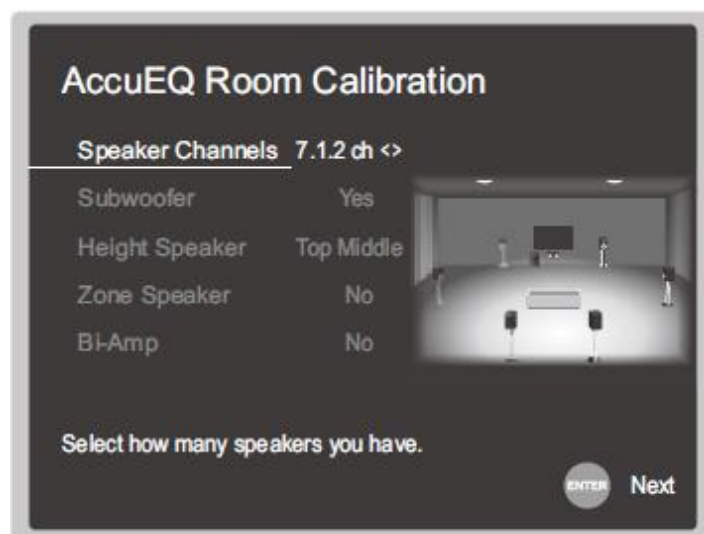 AccuEQ Room Calibration
Speaker Channels 7.1.2 ch <>
Subwoofer Yes
Height Speaker Top Middle
Zone Speaker No
Bi-Amp No
Select how many speakers you have.
ENTER Next